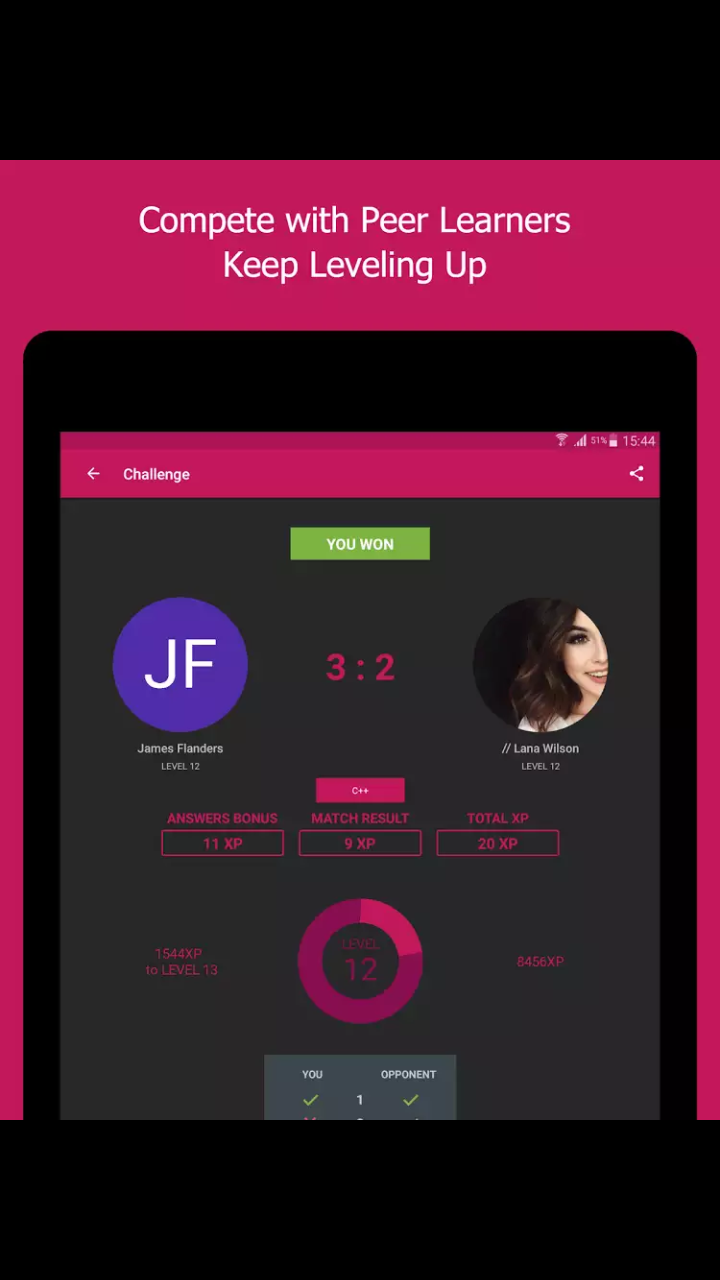 Compete with Peer Learners
Keep Leveling Up
51% 15:44
Challenge
YOU WON
JF
3 : 2
James Flanders
// Lana Wilson
LEVEL 12
LEVEL 12
C++
ANSWERS BONUS MATCH RESULT TOTAL XP
11 XP 9 XP 20 XP
1544XP
to LEVEL 13
LEVEL
12
8456XP
YOU OPPONENT
1